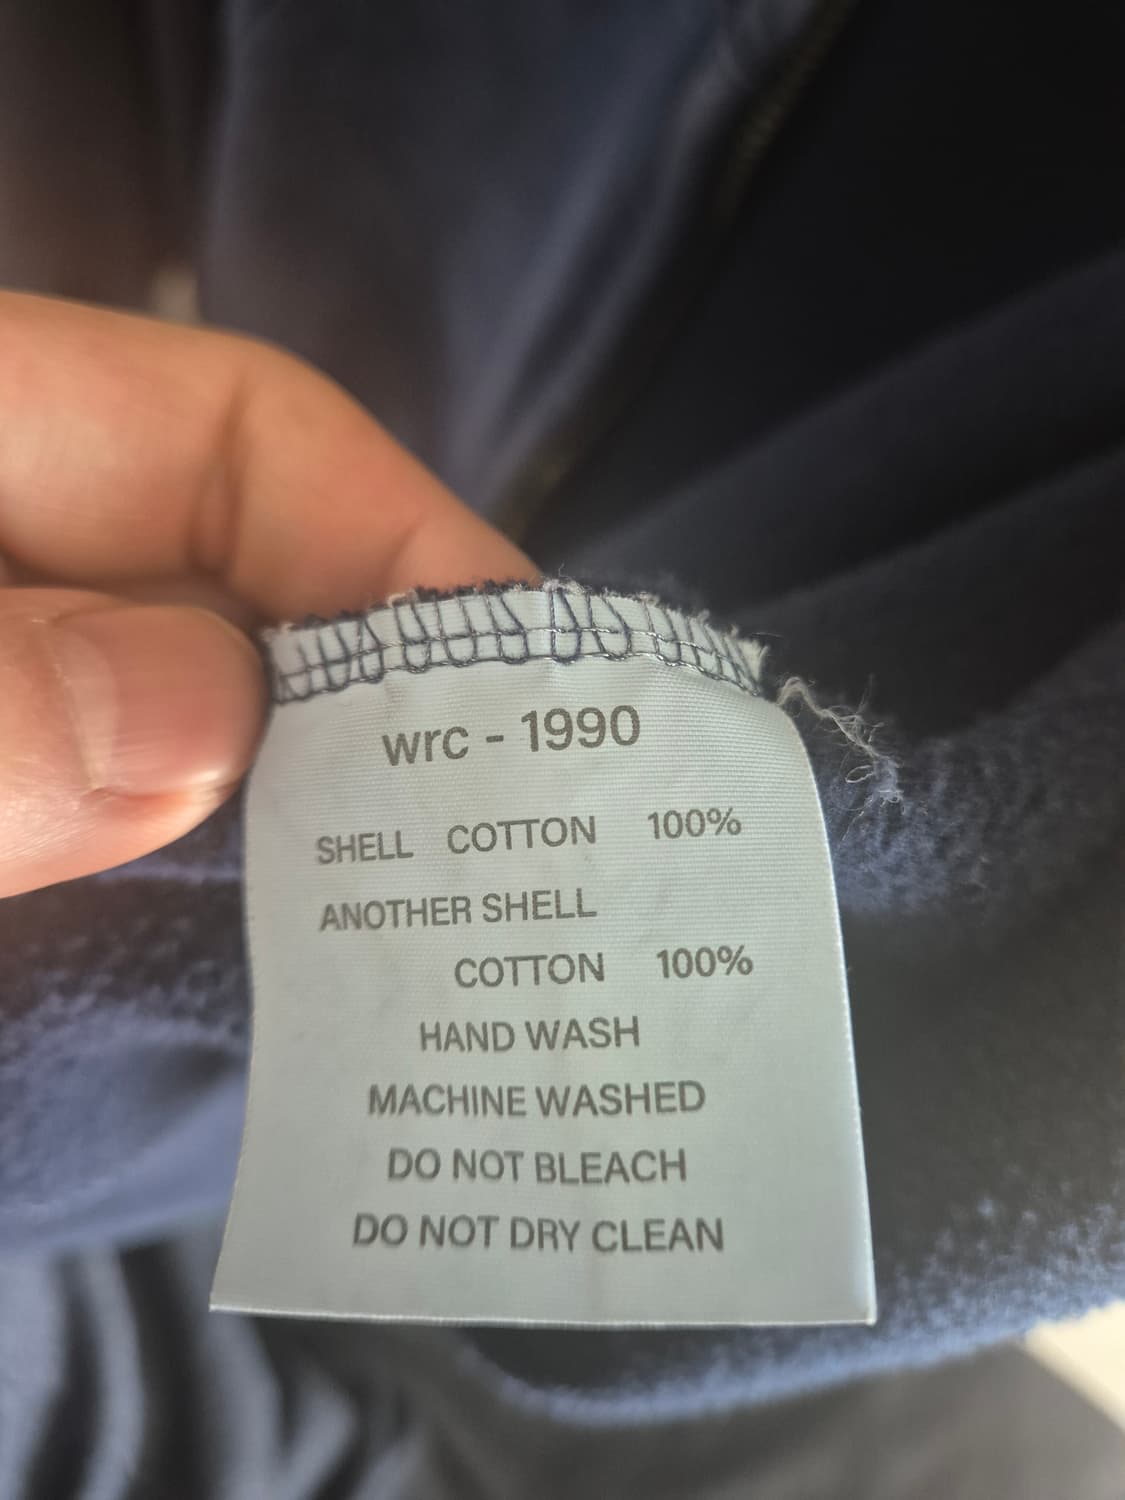 wrc - 1990
SHELL COTTON 100%
ANOTHER SHELL
COTTON 100%
HAND WASH
MACHINE WASHED
DO NOT BLEACH
DO NOT DRY CLEAN